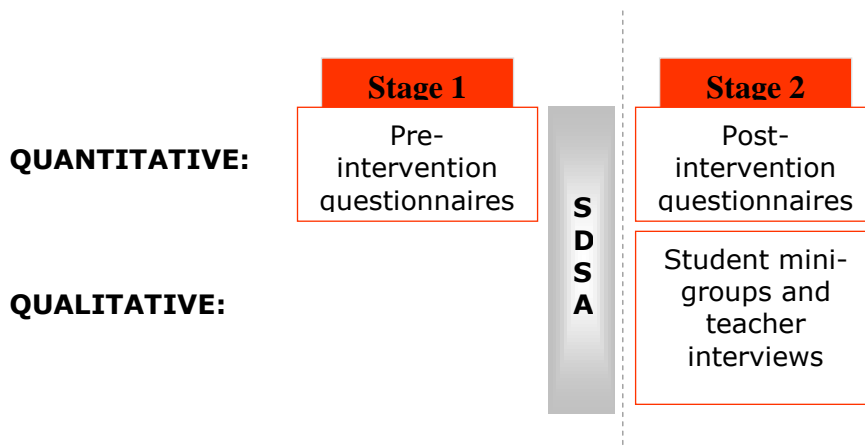 Stage 1
Stage 2
QUANTITATIVE:
Pre-
intervention
questionnaires
Post-
intervention
questionnaires
S
D
S
A
QUALITATIVE:
Student mini-
groups and
teacher
interviews